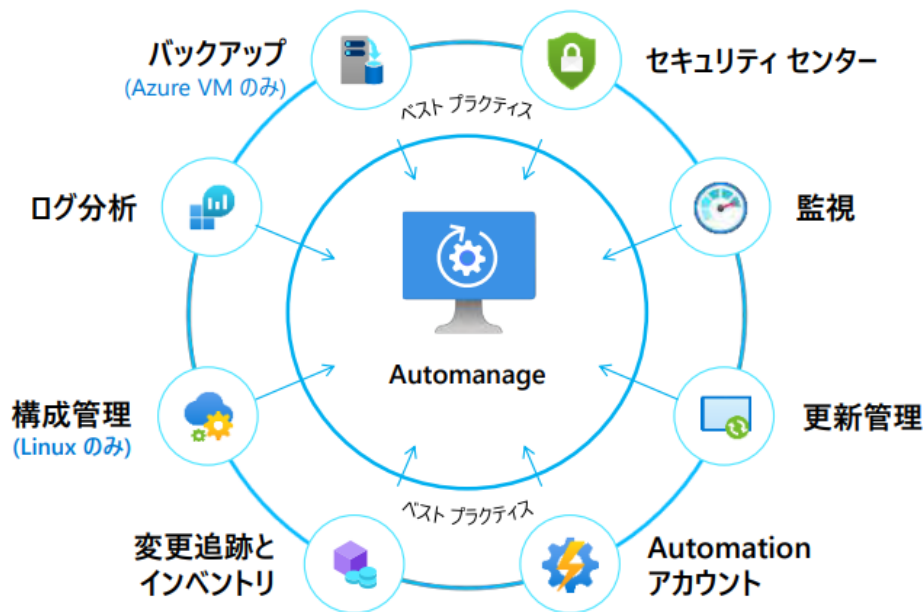 バックアップ
(Azure VM のみ)
セキュリティ センター
ベスト プラクティス
ログ分析
監視
Automanage
構成管理
(Linux のみ)
更新管理
ベスト プラクティス
変更追跡と
インベントリ
Automation
アカウント